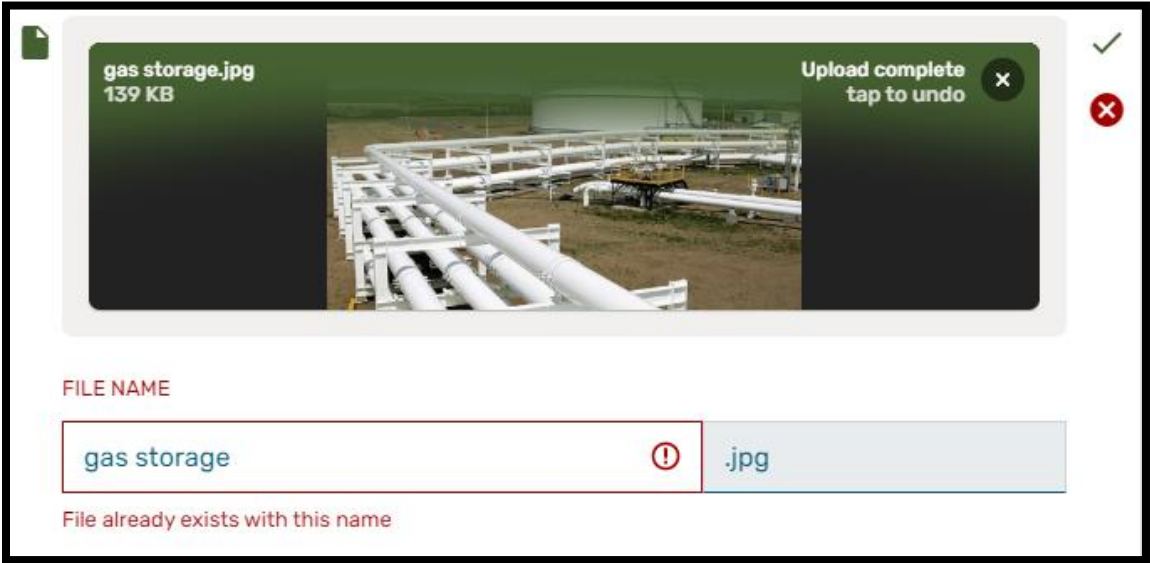 gas storage.jpg
139 KB
Upload complete
tap to undo
FILE NAME
gas storage
.jpg
File already exists with this name